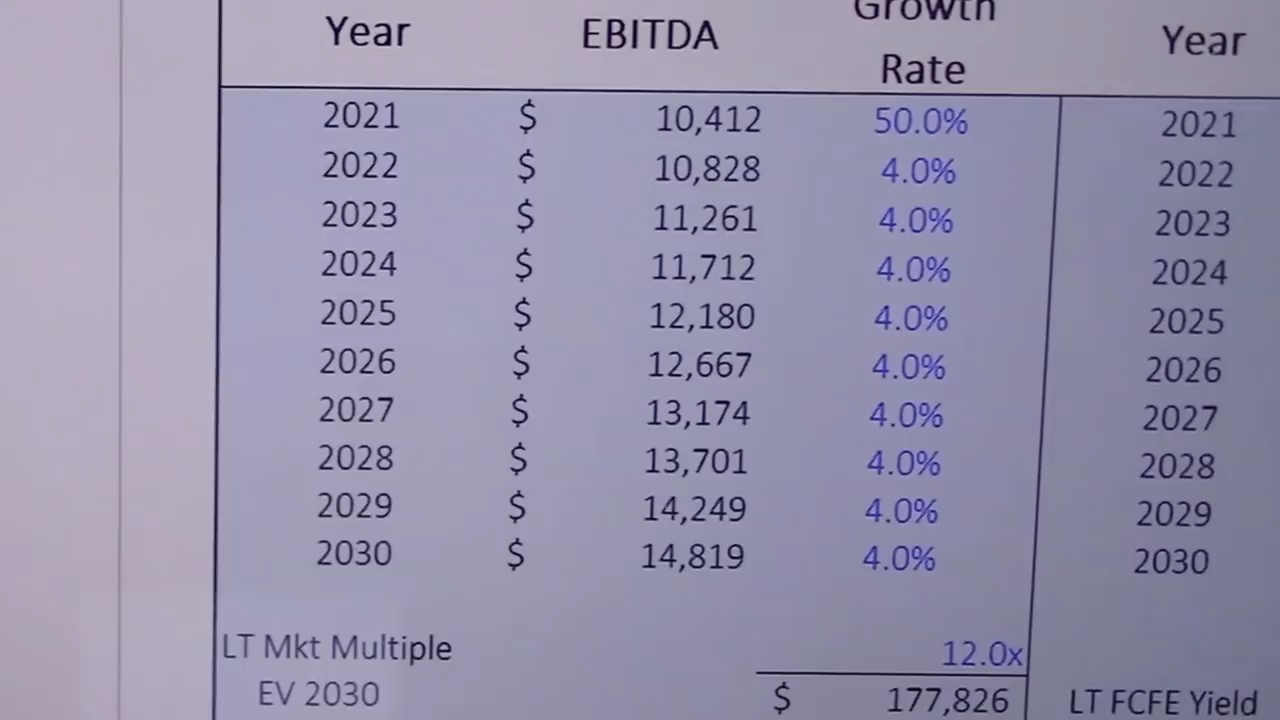 Growth
Year EBITDA Rate Year
2021 $ 10,412 50.0% 2021
2022 $ 10,828 4.0% 2022
2023 $ 11,261 4.0% 2023
2024 $ 11,712 4.0% 2024
2025 $ 12,180 4.0% 2025
2026 $ 12,667 4.0% 2026
2027 $ 13,174 4.0% 2027
2028 $ 13,701 4.0% 2028
2029 $ 14,249 4.0% 2029
2030 $ 14,819 4.0% 2030
LT Mkt Multiple 12.0x
EV 2030 $ 177,826 LT FCFE Yield